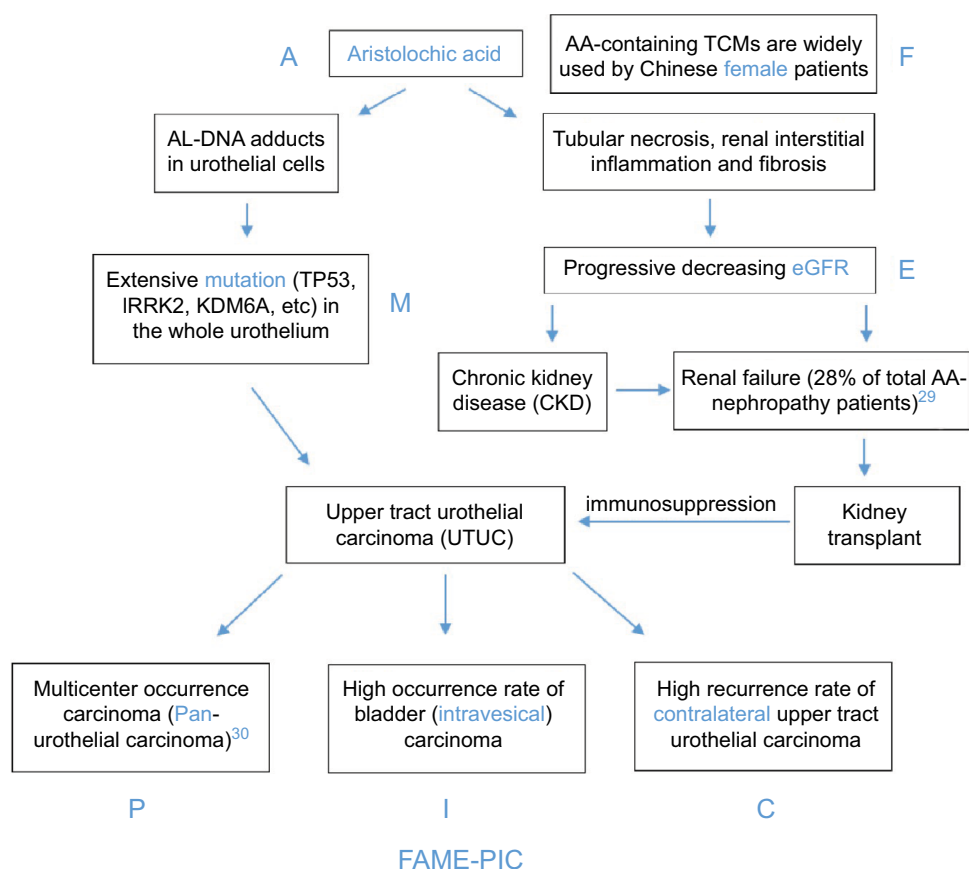 A
Aristolochic acid
AA-containing TCMs are widely
used by Chinese female patients
F
AL-DNA adducts
in urothelial cells
Tubular necrosis, renal interstitial
inflammation and fibrosis
Extensive mutation (TP53,
IRRK2, KDM6A, etc) in
the whole urothelium
M
Progressive decreasing eGFR
E
Chronic kidney
disease (CKD)
Renal failure (28% of total AA-
nephropathy patients)29
Upper tract urothelial
carcinoma (UTUC)
immunosuppression
Kidney
transplant
Multicenter occurrence
carcinoma (Pan-
urothelial carcinoma)30
High occurrence rate of
bladder (intravesical)
carcinoma
High recurrence rate of
contralateral upper tract
urothelial carcinoma
P
I
C
FAME-PIC